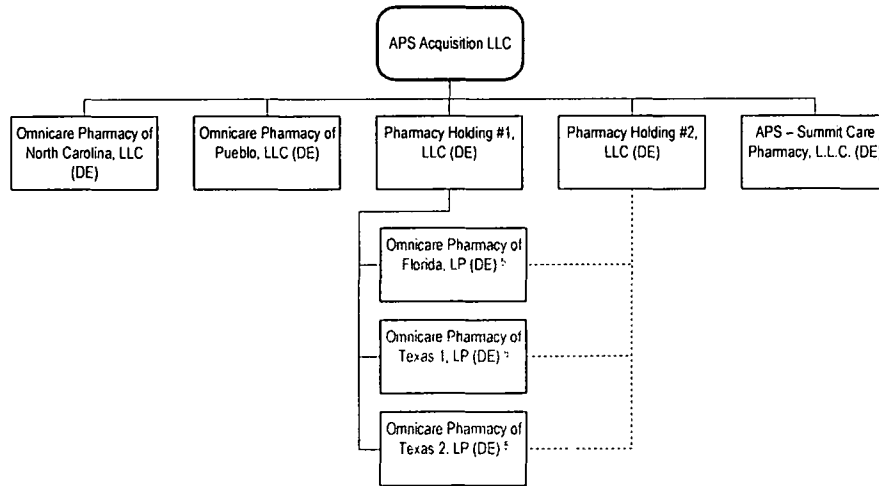 APS Acquisition LLC
Omnicare Pharmacy of
North Carolina, LLC
(DE)
Omnicare Pharmacy of
Pueblo, LLC (DE)
Pharmacy Holding #1,
LLC (DE)
Pharmacy Holding #2,
LLC (DE)
APS – Summit Care
Pharmacy, L.L.C. (DE
Omnicare Pharmacy of
Florida, LP (DE)
Omnicare Pharmacy of
Texas 1, LP (DE)
Omnicare Pharmacy of
Texas 2, LP (DE)